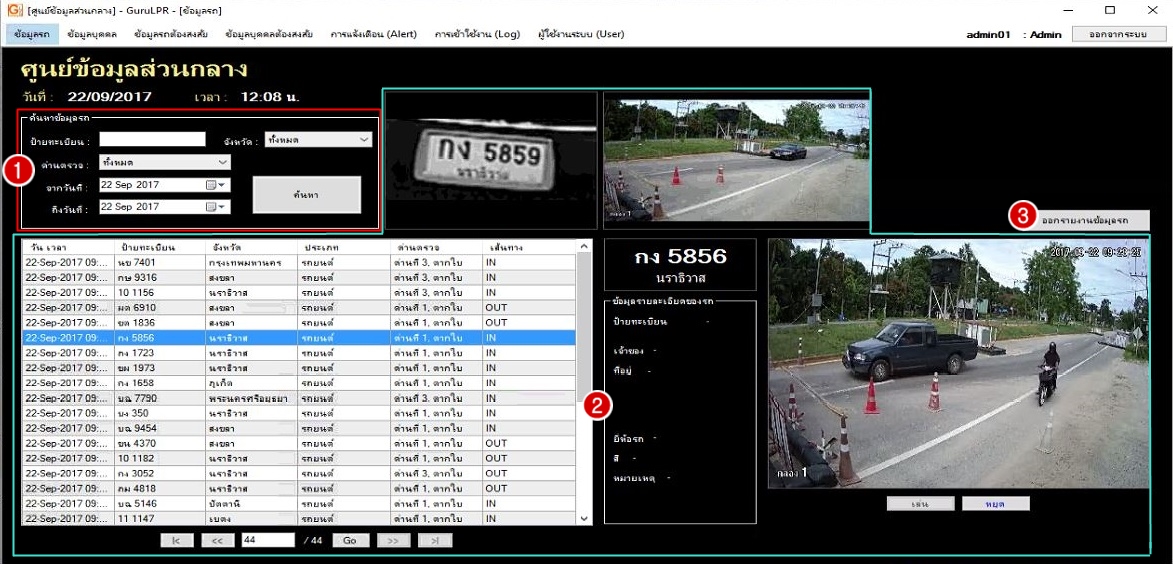 [ศูนย์ข้อมูลส่วนกลาง] - GuruLPR - [ข้อมูลรถ]
ข้อมูลรถ ข้อมูลบุคคล ข้อมูลรถต้องสงสัย ข้อมูลบุคคลต้องสงสัย การแจ้งเตือน (Alert) การเข้าใช้งาน (Log) ผู้ใช้งานระบบ (User) admin01 : Admin ออกจากระบบ
ศูนย์ข้อมูลส่วนกลาง
วันที่ : 22/09/2017 เวลา : 12:08 น.
ค้นหาข้อมูลรถ
ป้ายทะเบียน : จังหวัด : ทั้งหมด
1
ด่านตรวจ : ทั้งหมด
จากวันที่ : 22 Sep 2017
ถึงวันที่ : 22 Sep 2017
ค้นหา
กง 5859
นราธิวาส
กล้อง 1
3 ออกรายงานข้อมูลรถ
วัน เวลา ป้ายทะเบียน จังหวัด ประเภท ด่านตรวจ เส้นทาง
22-Sep-2017 09:... นข 7401 กรุงเทพมหานคร รถยนต์ ด่านที่ 3, ตากใบ IN
22-Sep-2017 09:... กษ 9316 สงขลา รถยนต์ ด่านที่ 3, ตากใบ IN
22-Sep-2017 09:... 10 1156 นราธิวาส รถยนต์ ด่านที่ 3, ตากใบ IN
22-Sep-2017 09:... ผต 6910 สงขลา รถยนต์ ด่านที่ 1, ตากใบ OUT
22-Sep-2017 09:... ขต 1836 สงขลา รถยนต์ ด่านที่ 1, ตากใบ OUT
22-Sep-2017 09:... กง 5856 นราธิวาส รถยนต์ ด่านที่ 1, ตากใบ IN
22-Sep-2017 09:... กง 1723 นราธิวาส รถยนต์ ด่านที่ 1, ตากใบ IN
22-Sep-2017 09:... ขผ 1973 นราธิวาส รถยนต์ ด่านที่ 1, ตากใบ IN
22-Sep-2017 09:... กง 1658 ภูเก็ต รถยนต์ ด่านที่ 1, ตากใบ IN
22-Sep-2017 09:... บฉ 7790 พระนครศรีอยุธยา รถยนต์ ด่านที่ 3, ตากใบ IN
22-Sep-2017 09:... บง 350 นราธิวาส รถยนต์ ด่านที่ 1, ตากใบ IN
22-Sep-2017 09:... บฉ 9454 สงขลา รถยนต์ ด่านที่ 1, ตากใบ IN
22-Sep-2017 09:... ขน 4370 สงขลา รถยนต์ ด่านที่ 1, ตากใบ OUT
22-Sep-2017 09:... 10 1182 นราธิวาส รถยนต์ ด่านที่ 1, ตากใบ OUT
22-Sep-2017 09:... กง 3052 นราธิวาส รถยนต์ ด่านที่ 3, ตากใบ OUT
22-Sep-2017 09:... กผ 4818 นราธิวาส รถยนต์ ด่านที่ 1, ตากใบ OUT
22-Sep-2017 09:... บฉ 5146 ปัตตานี รถยนต์ ด่านที่ 1, ตากใบ IN
22-Sep-2017 09:... 11 1147 เบตง รถยนต์ ด่านที่ 1, ตากใบ IN
|< << 44 / 44 Go >> >|
กง 5856
นราธิวาส
ข้อมูลรายละเอียดของรถ
ป้ายทะเบียน -
เจ้าของ -
ที่อยู่ -
2
ยี่ห้อรถ -
สี -
หมายเหตุ -
2017-09-22 09:23:25
กล้อง 1
เล่น หยุด